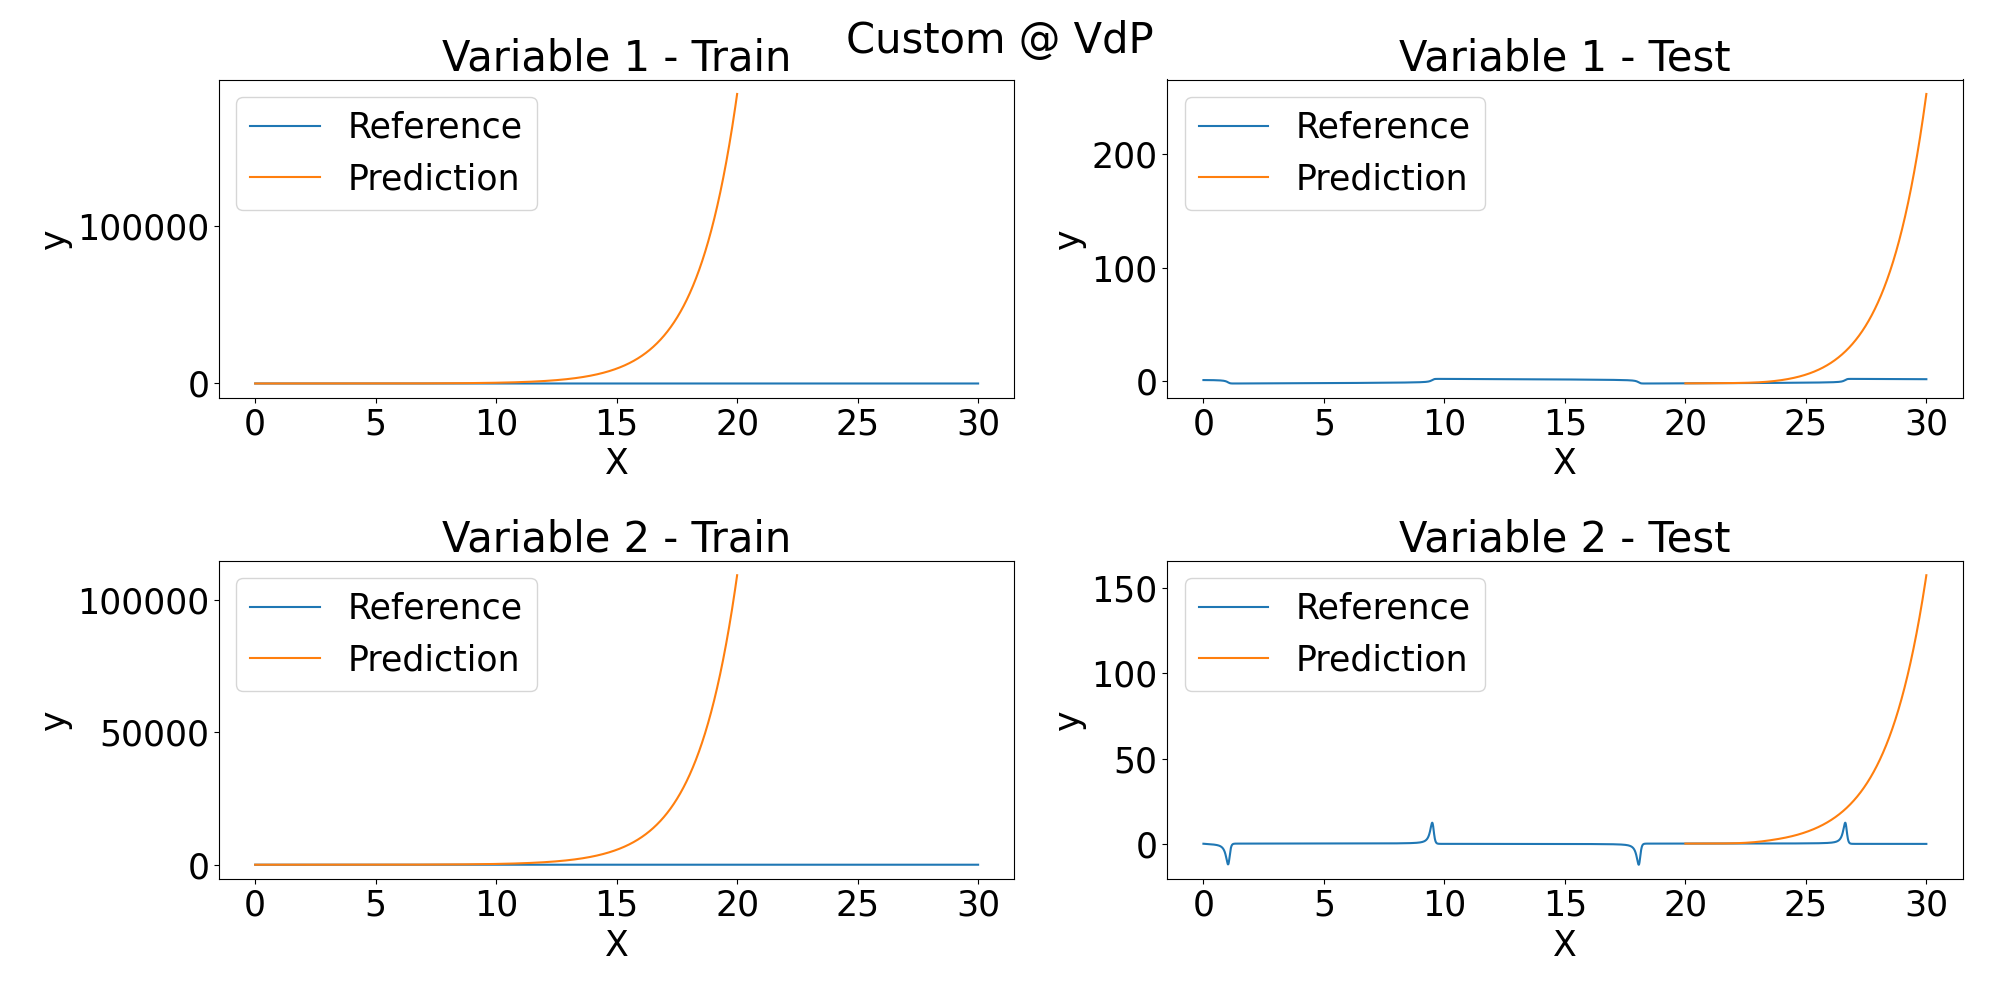 Custom @ VdP
Variable 1 - Train
Reference
Prediction
y
100000
0
0 5 10 15 20 25 30
X
Variable 1 - Test
Reference
Prediction
y
200
100
0
0 5 10 15 20 25 30
X
Variable 2 - Train
Reference
Prediction
y
100000
50000
0
0 5 10 15 20 25 30
X
Variable 2 - Test
Reference
Prediction
y
150
100
50
0
0 5 10 15 20 25 30
X